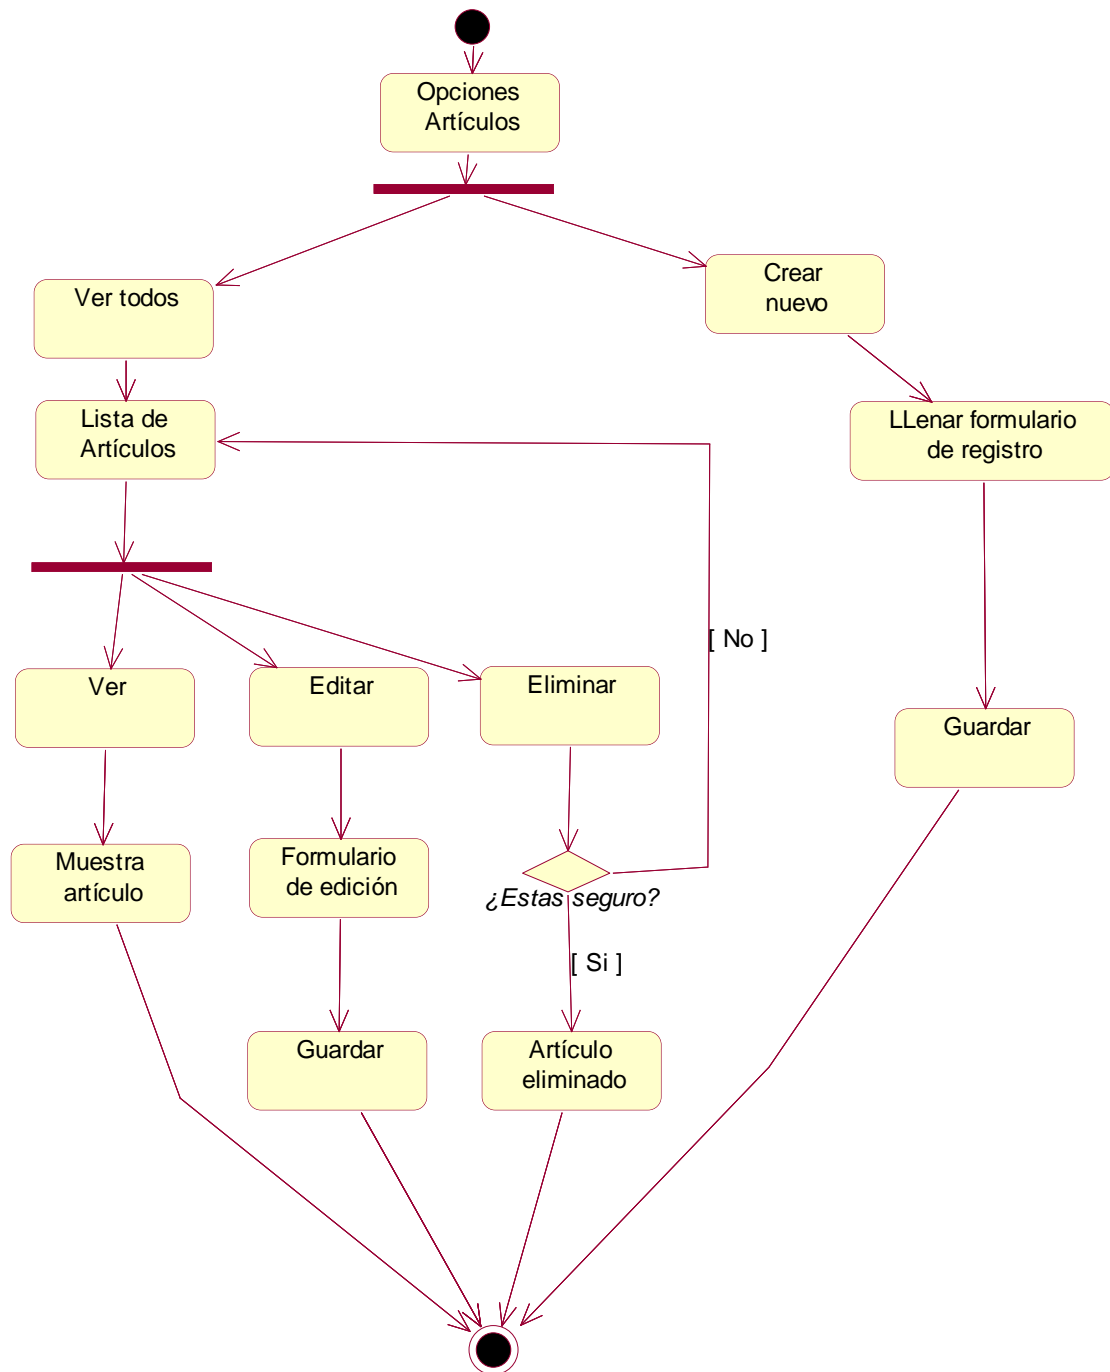 Opciones
Artículos
Ver todos
Crear
nuevo
Lista de
Artículos
LLenar formulario
de registro
[ No ]
Ver
Editar
Eliminar
Guardar
Muestra
artículo
Formulario
de edición
¿Estas seguro?
[ Si ]
Guardar
Artículo
eliminado